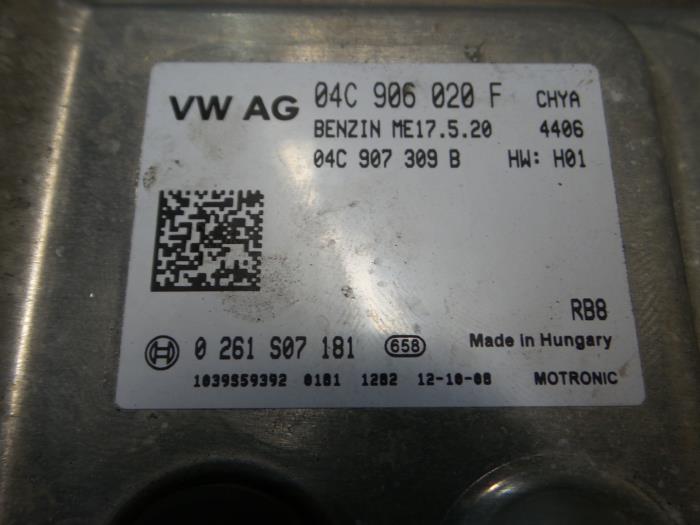 VW AG 04C 906 020 F CHYA
BENZIN ME17.5.20 4406
04C 907 309 B HW: H01
RB8
0 261 S07 181 658 Made in Hungary
1039S59392 0181 1282 12-10-08 MOTRONIC